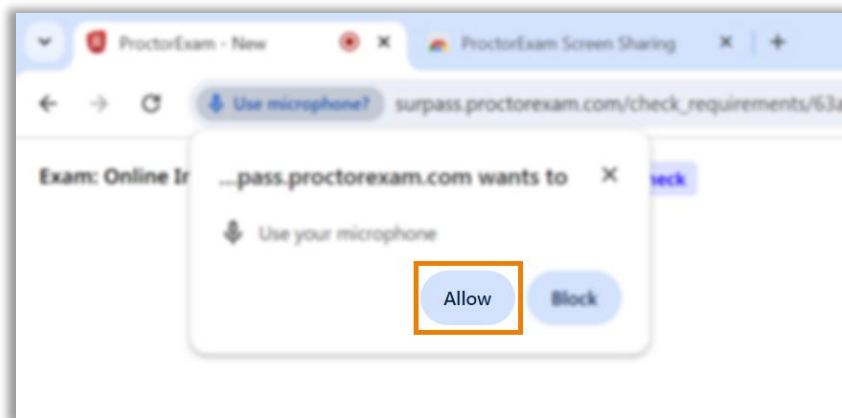 ProctorExam - New
ProctorExam Screen Sharing
Use microphone? surpass.proctorexam.com/check_requirements/63a
Exam: Online Ir
...pass.proctorexam.com wants to
heck
Use your microphone
Allow Block